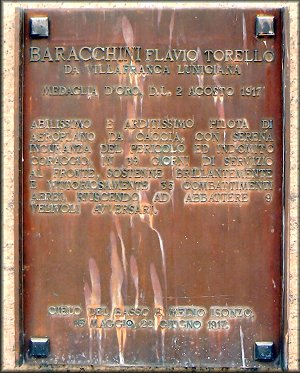 BARACCHINI FLAVIO TORELLO
DA VILLAFRANCA LUNIGIANA
MEDAGLIA D'ORO, D.L. 2 AGOSTO 1917
ABILISSIMO E ARDITISSIMO PILOTA DI
AEROPLANO DA CACCIA, CON SERENA
INCURANZA DEL PERICOLO ED INDOMITO
CORAGGIO, IN 39 GIORNI DI SERVIZIO
AL FRONTE, SOSTENNE BRILLANTEMENTE
E VITTORIOSAMENTE 35 COMBATTIMENTI
AEREI, RIUSCENDO AD ABBATTERE 9
VELIVOLI AVVERSARI.
CIELO DEL BASSO E MEDIO ISONZO,
15 MAGGIO, 22 GIUGNO 1917.